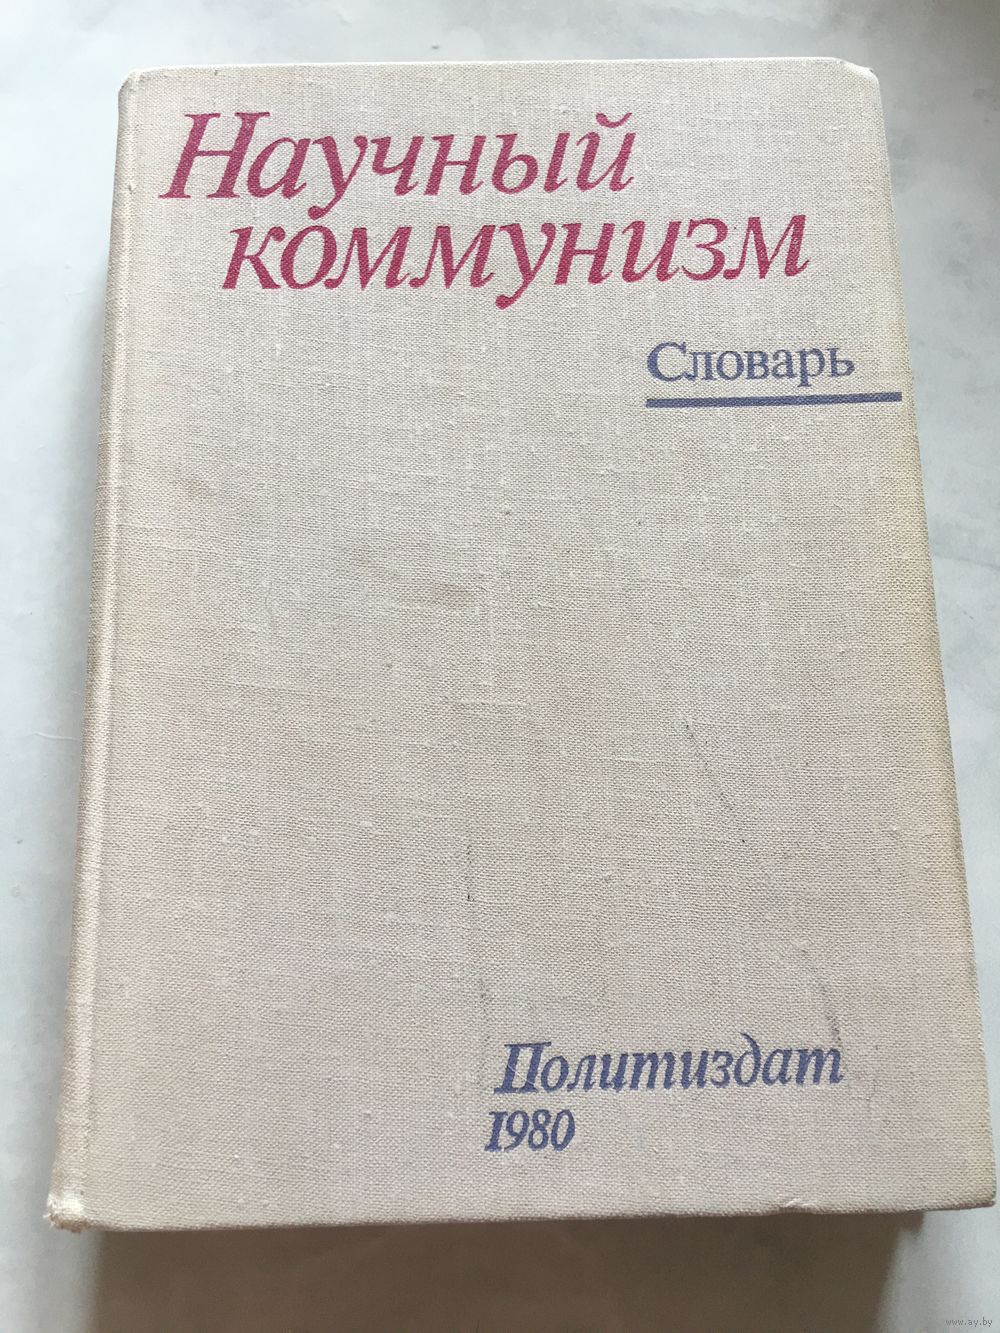 Научный
коммунизм
Словарь
Политиздат
1980
www.ay.by